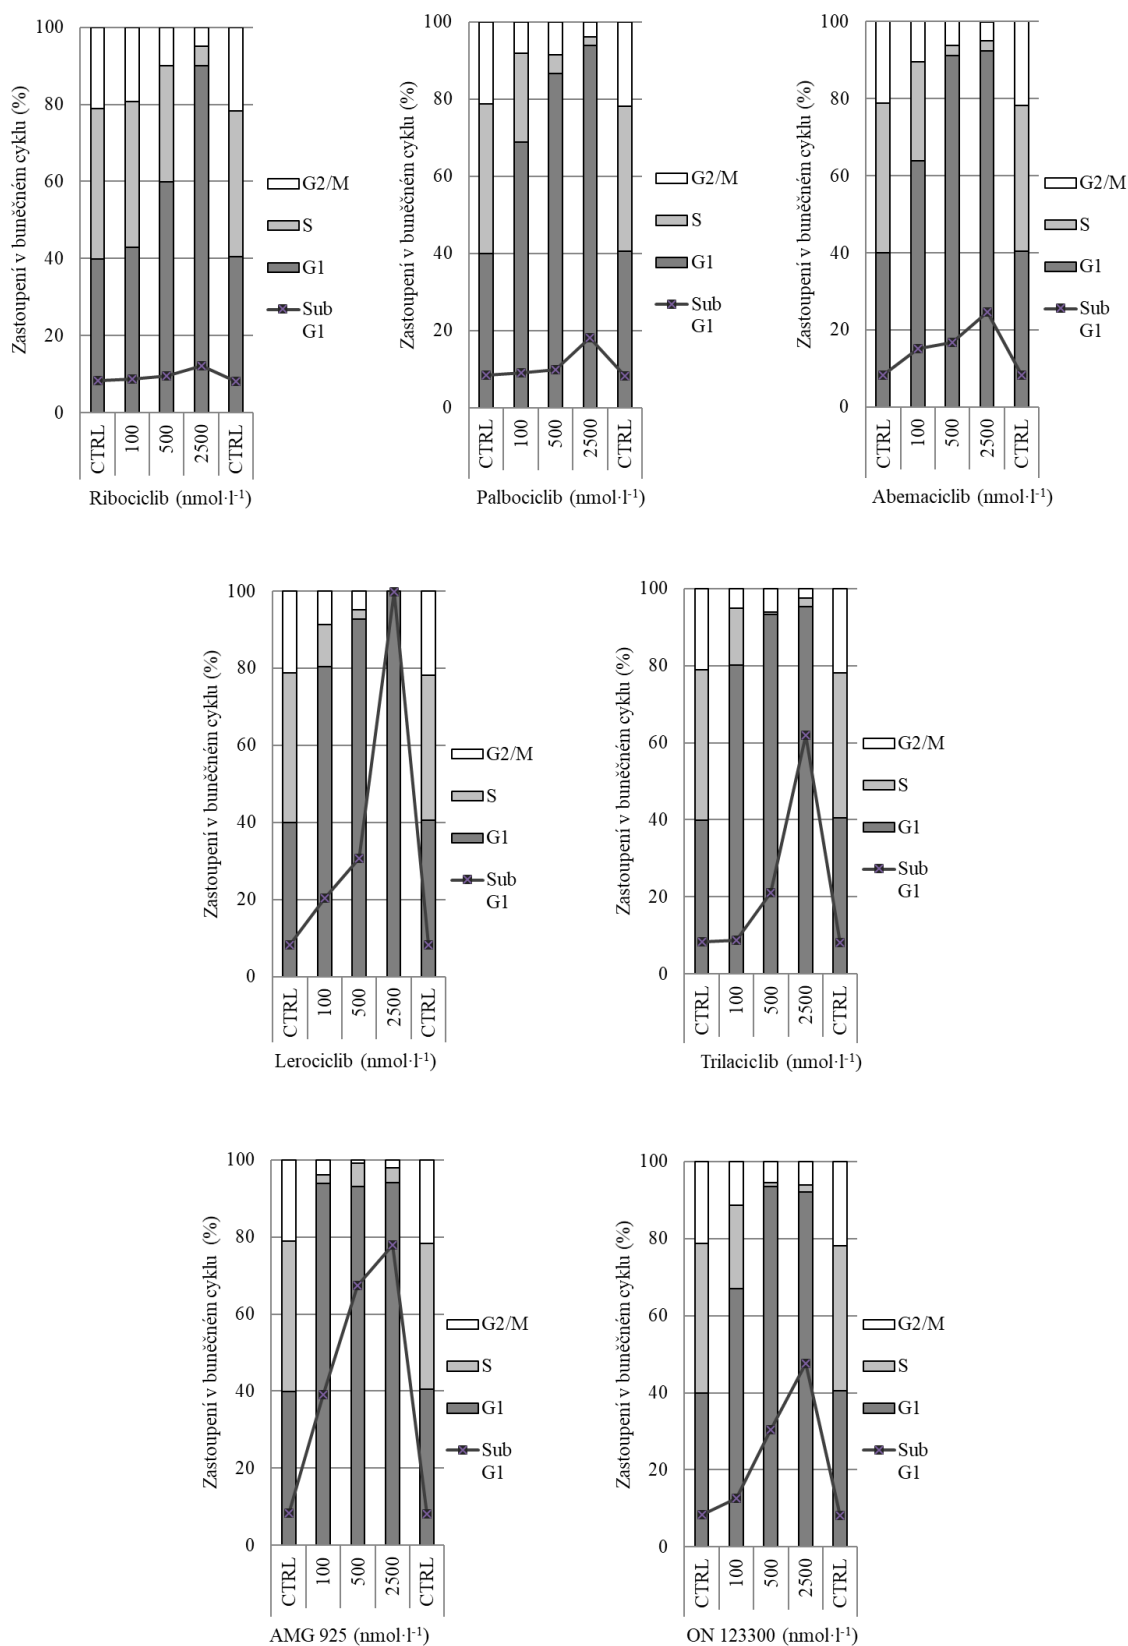 Zastoupení v buněčném cyklu (%)
100
80
60
40
20
0
CTRL
100
500
2500
CTRL
Ribociclib (nmol·l⁻¹)
G2/M
S
G1
Sub
G1
Zastoupení v buněčném cyklu (%)
100
80
60
40
20
0
CTRL
100
500
2500
CTRL
Palbociclib (nmol·l⁻¹)
G2/M
S
G1
Sub
G1
Zastoupení v buněčném cyklu (%)
100
80
60
40
20
0
CTRL
100
500
2500
CTRL
Abemaciclib (nmol·l⁻¹)
G2/M
S
G1
Sub
G1
Zastoupení v buněčném cyklu (%)
100
80
60
40
20
0
CTRL
100
500
2500
CTRL
Lerociclib (nmol·l⁻¹)
G2/M
S
G1
Sub
G1
Zastoupení v buněčném cyklu (%)
100
80
60
40
20
0
CTRL
100
500
2500
CTRL
Trilaciclib (nmol·l⁻¹)
G2/M
S
G1
Sub
G1
Zastoupení v buněčném cyklu (%)
100
80
60
40
20
0
CTRL
100
500
2500
CTRL
AMG 925 (nmol·l⁻¹)
G2/M
S
G1
Sub
G1
Zastoupení v buněčném cyklu (%)
100
80
60
40
20
0
CTRL
100
500
2500
CTRL
ON 123300 (nmol·l⁻¹)
G2/M
S
G1
Sub
G1